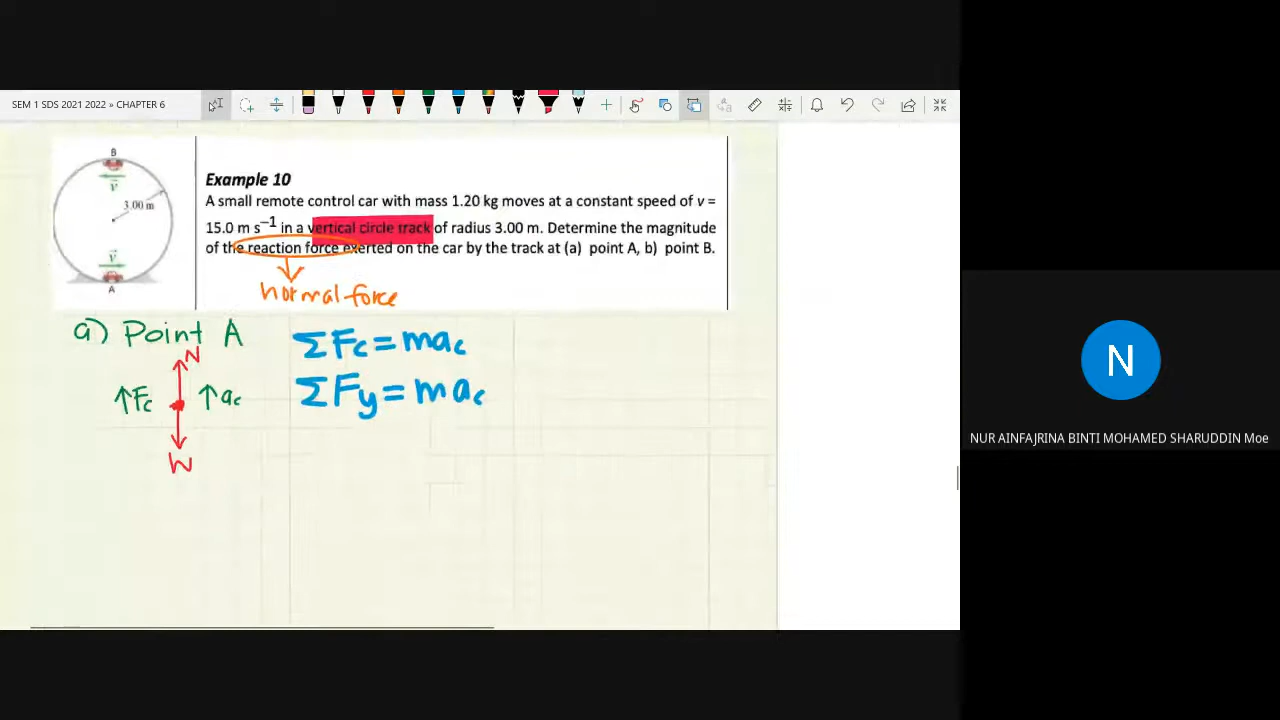 SEM 1 SDS 2021 2022 » CHAPTER 6
B
v
3.00 m
v
A
Example 10
A small remote control car with mass 1.20 kg moves at a constant speed of v =
15.0 m s⁻¹ in a vertical circle track of radius 3.00 m. Determine the magnitude
of the reaction force exerted on the car by the track at (a) point A, b) point B.
normal force
a) Point A
N
↑Fc
↑ac
W
ΣFc = mac
ΣFy = mac
N
NUR AINFAJRINA BINTI MOHAMED SHARUDDIN Moe